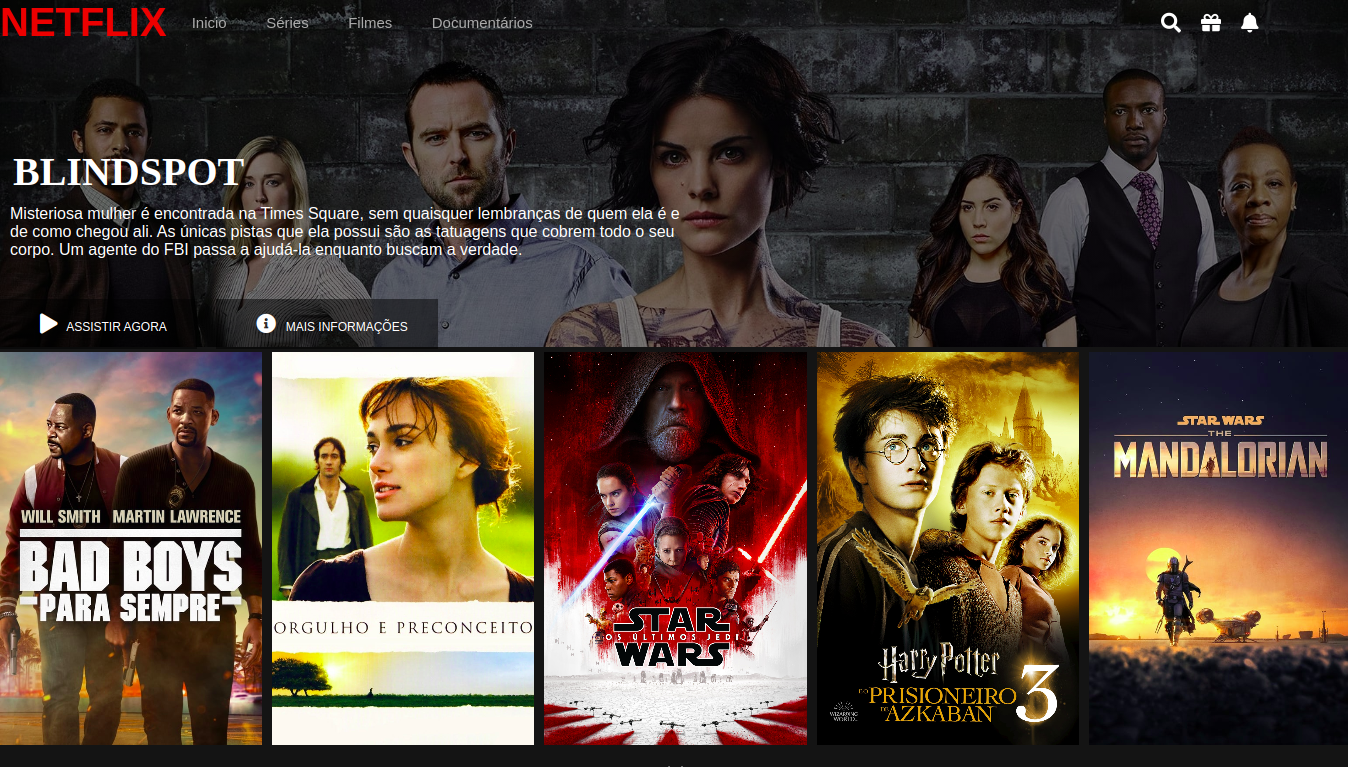 NETFLIX
Inicio Séries Filmes Documentários
BLINDSPOT
Misteriosa mulher é encontrada na Times Square, sem quaisquer lembranças de quem ela é e
de como chegou ali. As únicas pistas que ela possui são as tatuagens que cobrem todo o seu
corpo. Um agente do FBI passa a ajudá-la enquanto buscam a verdade.
ASSISTIR AGORA
MAIS INFORMAÇÕES
WILL SMITH MARTIN LAWRENCE
BAD BOYS
PARA SEMPRE
ORGULHO E PRECONCEITO
STAR
OS ÚLTIMOS JEDI
WARS
Harry Potter
E O PRISIONEIRO
DE AZKABAN
3
WIZARDING
WORLD
STAR WARS
THE
MANDALORIAN